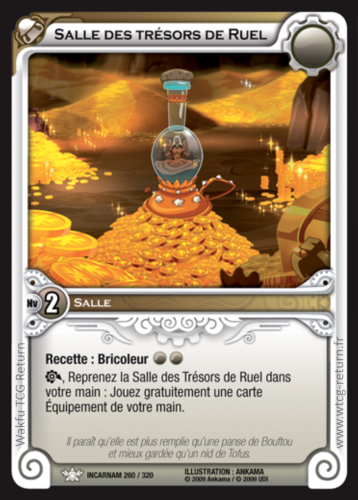 Salle des trésors de Ruel
Nv 2 Salle
Recette : Bricoleur
, Reprenez la Salle des Trésors de Ruel dans
votre main : Jouez gratuitement une carte
Équipement de votre main.
Il paraît qu'elle est plus remplie qu'une panse de Bouftou
et mieux gardée qu'un nid de Tofus.
INCARNAM 260 / 320
ILLUSTRATION : ANKAMA
© 2009 Ankama / © 2009 UDI
Wakfu TCG Return
www.wtcg-return.fr